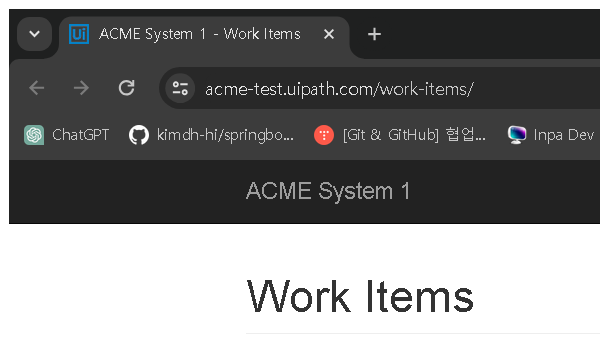 ACME System 1 - Work Items
acme-test.uipath.com/work-items/
ChatGPT kimdh-hi/springbo... [Git & GitHub] 협업... Inpa Dev
ACME System 1
Work Items